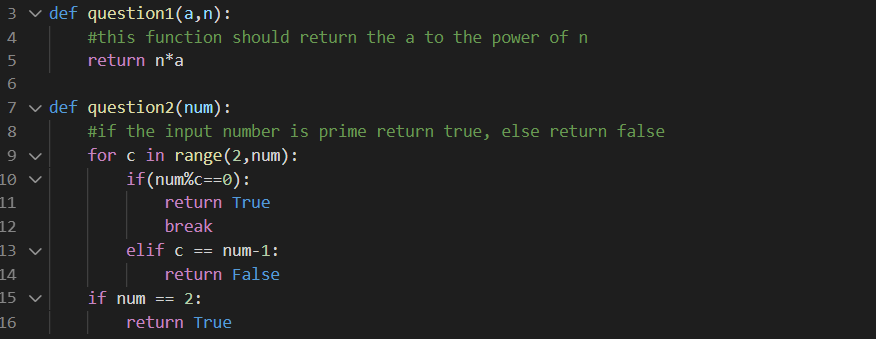 3 def question1(a,n):
4 #this function should return the a to the power of n
5 return n*a
6
7 def question2(num):
8 #if the input number is prime return true, else return false
9 for c in range(2,num):
10 if(num%c==0):
11 return True
12 break
13 elif c == num-1:
14 return False
15 if num == 2:
16 return True